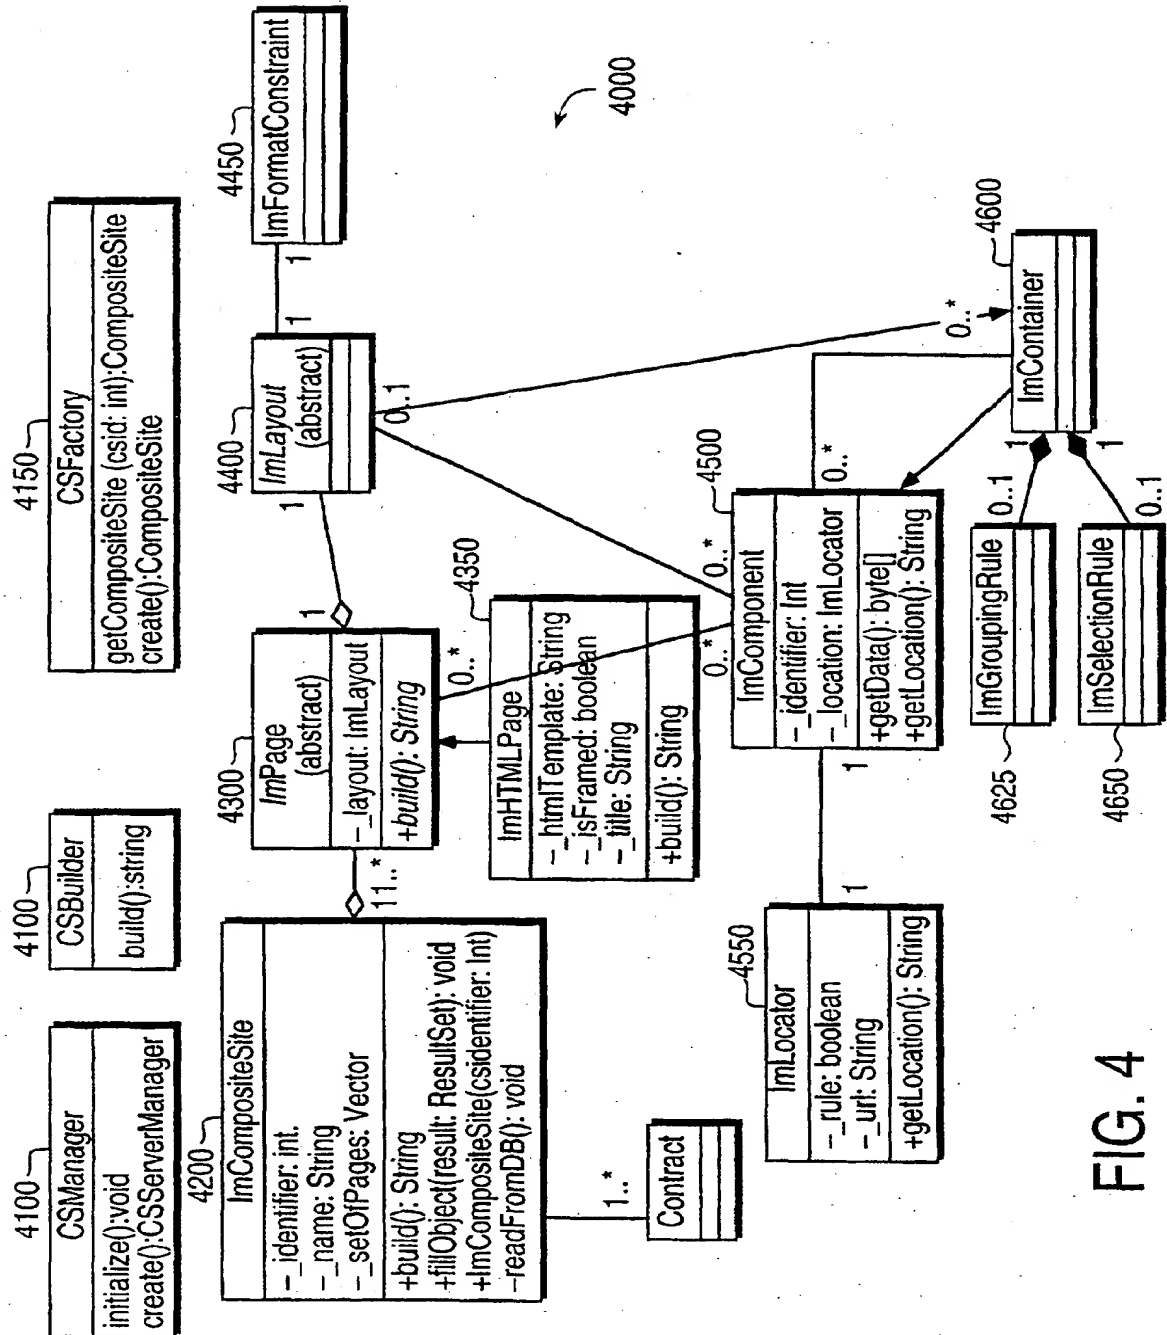 4100
CSManager
initialize():void
create():CSServerManager
4100
CSBuilder
build():string
4150
CSFactory
getCompositeSite (csid: int):CompositeSite
create():CompositeSite
4200
ImCompositeSite
–_identifier: int.
–_name: String
–_setOfPages: Vector
+build(): String
+fillObject(result: ResultSet): void
+ImCompositeSite(csidentifier: Int)
–readFromDB(): void
11..*
1..*
Contract
4300
ImPage
(abstract)
–_layout: ImLayout
+build(): String
1
0..*
4350
ImHTMLPage
–_htmlTemplate: String
–_isFramed: boolean
–_title: String
+build(): String
4400
ImLayout
(abstract)
1
1
0..1
4450
ImFormatConstraint
1
4000
4550
ImLocator
–_rule: boolean
–_url: String
+getLocation(): String
1
1
4500
ImComponent
–_identifier: Int
–_location: ImLocator
+getData(): byte[]
+getLocation(): String
0..*
0..*
0..*
0..*
4600
ImContainer
1
1
4625
ImGroupingRule
0..1
4650
ImSelectionRule
0..1
FIG. 4